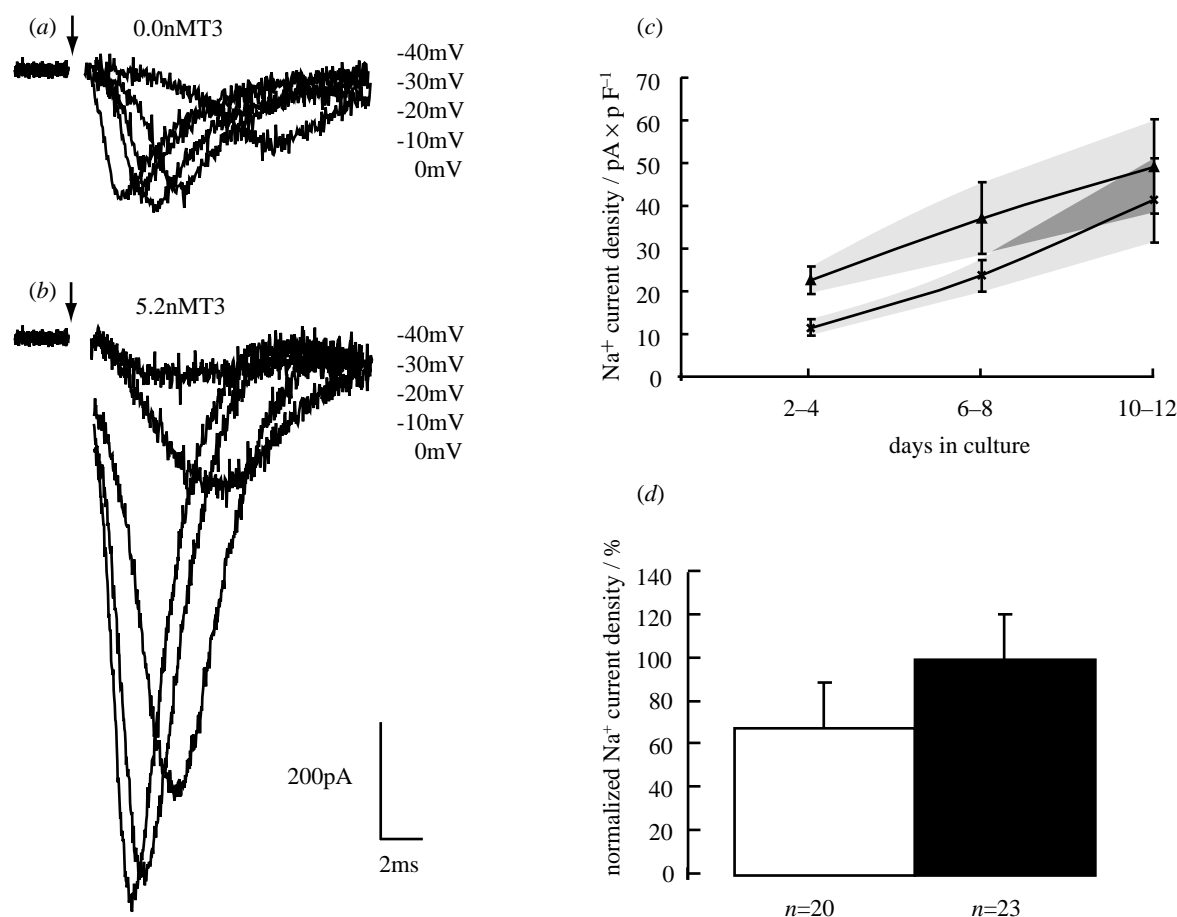 (a)
0.0nMT3
-40mV
-30mV
-20mV
-10mV
0mV
(b)
5.2nMT3
-40mV
-30mV
-20mV
-10mV
0mV
200pA
2ms
(c)
Na+ current density / pA × p F–1
70
60
50
40
30
20
10
0
2–4
6–8
10–12
days in culture
(d)
normalized Na+ current density / %
140
120
100
80
60
40
20
0
n=20
n=23